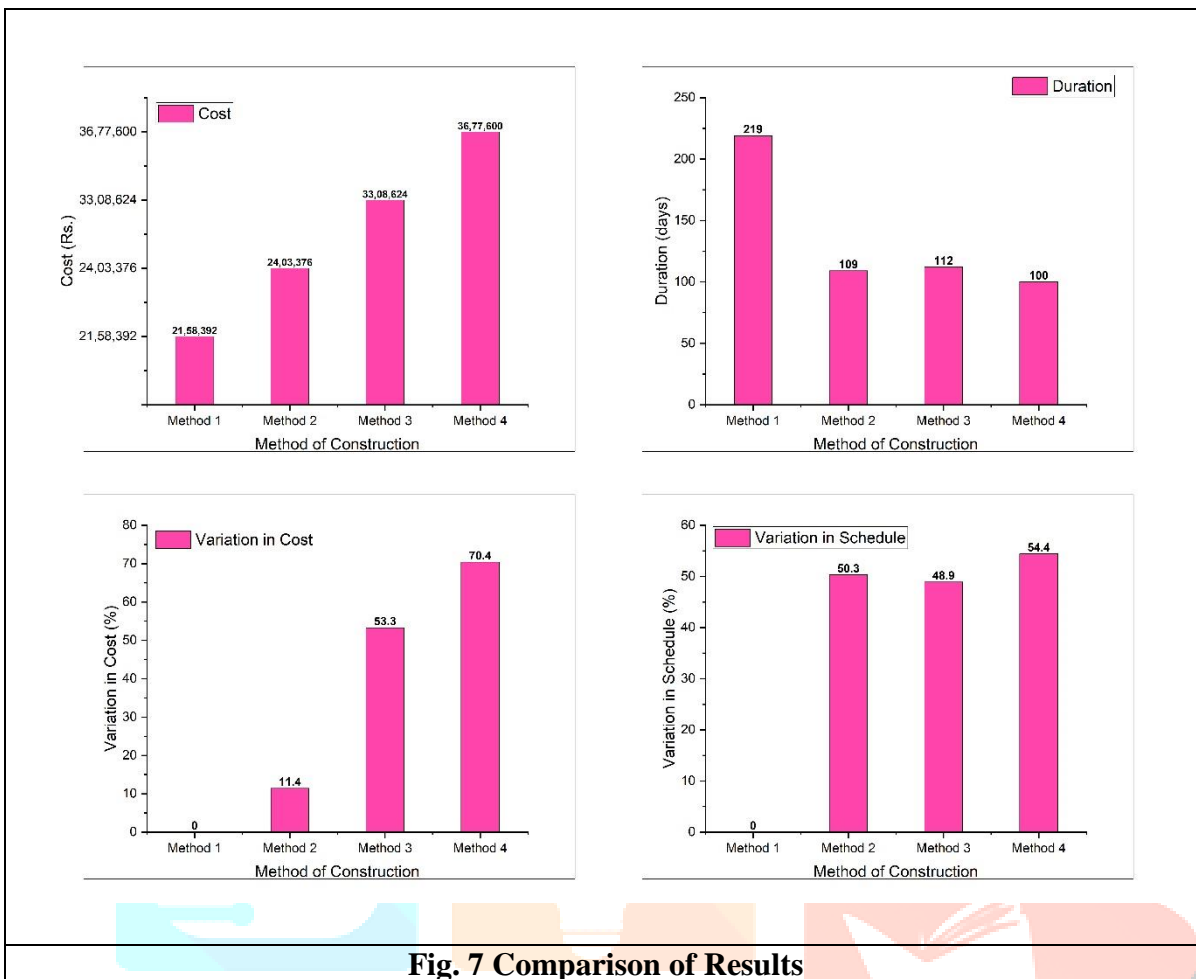 Cost
36,77,600
33,08,624
24,03,376
21,58,392
Cost (Rs.)
21,58,392
24,03,376
33,08,624
36,77,600
Method 1 Method 2 Method 3 Method 4
Method of Construction
Duration
250
200
150
100
50
0
Duration (days)
219
109
112
100
Method 1 Method 2 Method 3 Method 4
Method of Construction
Variation in Cost
80
70
60
50
40
30
20
10
0
Variation in Cost (%)
0
11.4
53.3
70.4
Method 1 Method 2 Method 3 Method 4
Method of Construction
Variation in Schedule
60
50
40
30
20
10
0
Variation in Schedule (%)
0
50.3
48.9
54.4
Method 1 Method 2 Method 3 Method 4
Method of Construction
Fig. 7 Comparison of Results